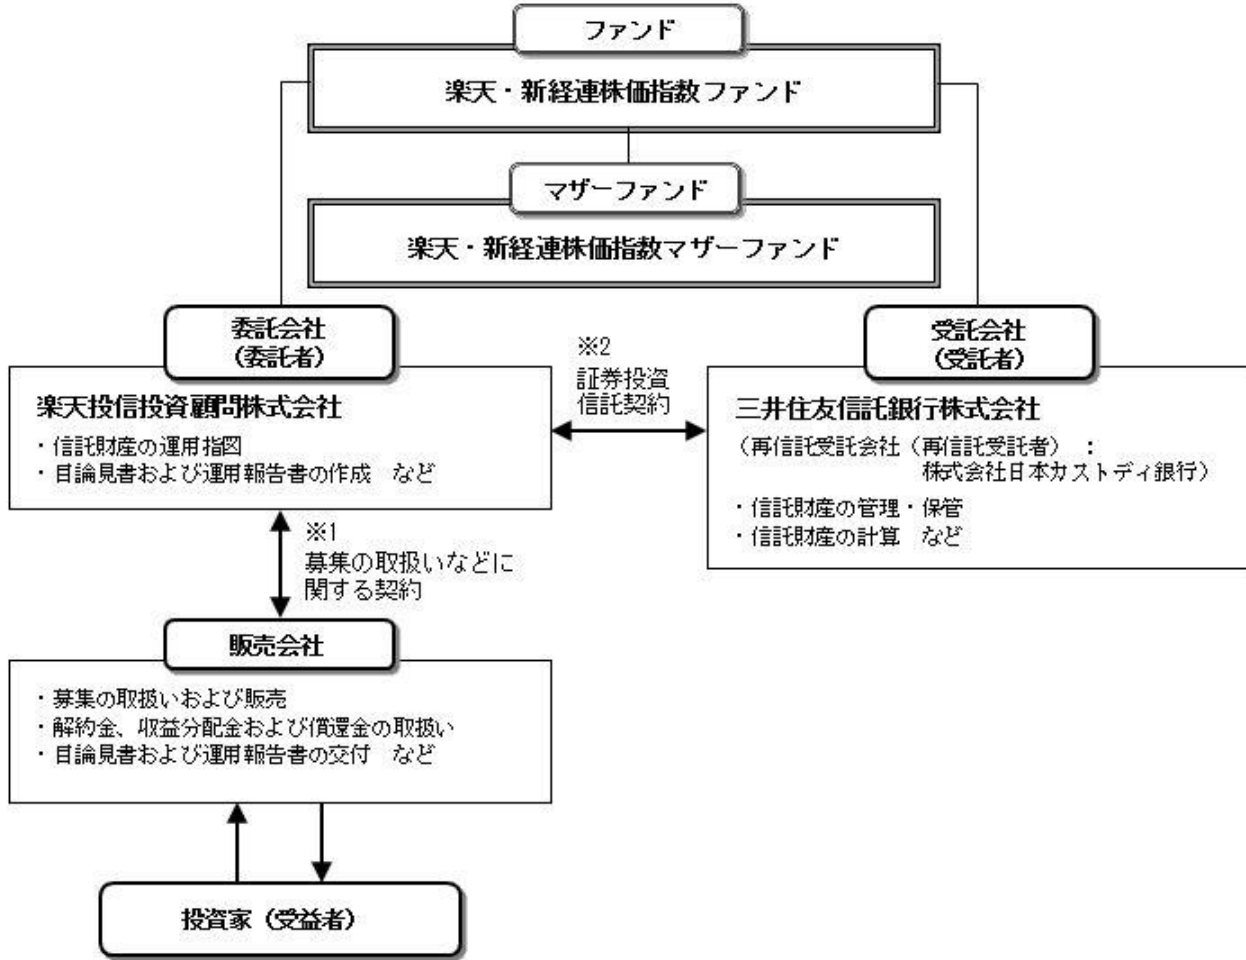 ファンド
楽天・新経連株価指数ファンド
マザーファンド
楽天・新経連株価指数マザーファンド
委託会社
(委託者)
楽天投信投資顧問株式会社
・信託財産の運用指図
・目論見書および運用報告書の作成 など
※2
証券投資
信託契約
受託会社
(受託者)
三井住友信託銀行株式会社
(再信託受託会社(再信託受託者) :
株式会社日本カストディ銀行)
・信託財産の管理・保管
・信託財産の計算 など
※1
募集の取扱いなどに
関する契約
販売会社
・募集の取扱いおよび販売
・解約金、収益分配金および償還金の取扱い
・目論見書および運用報告書の交付 など
投資家(受益者)